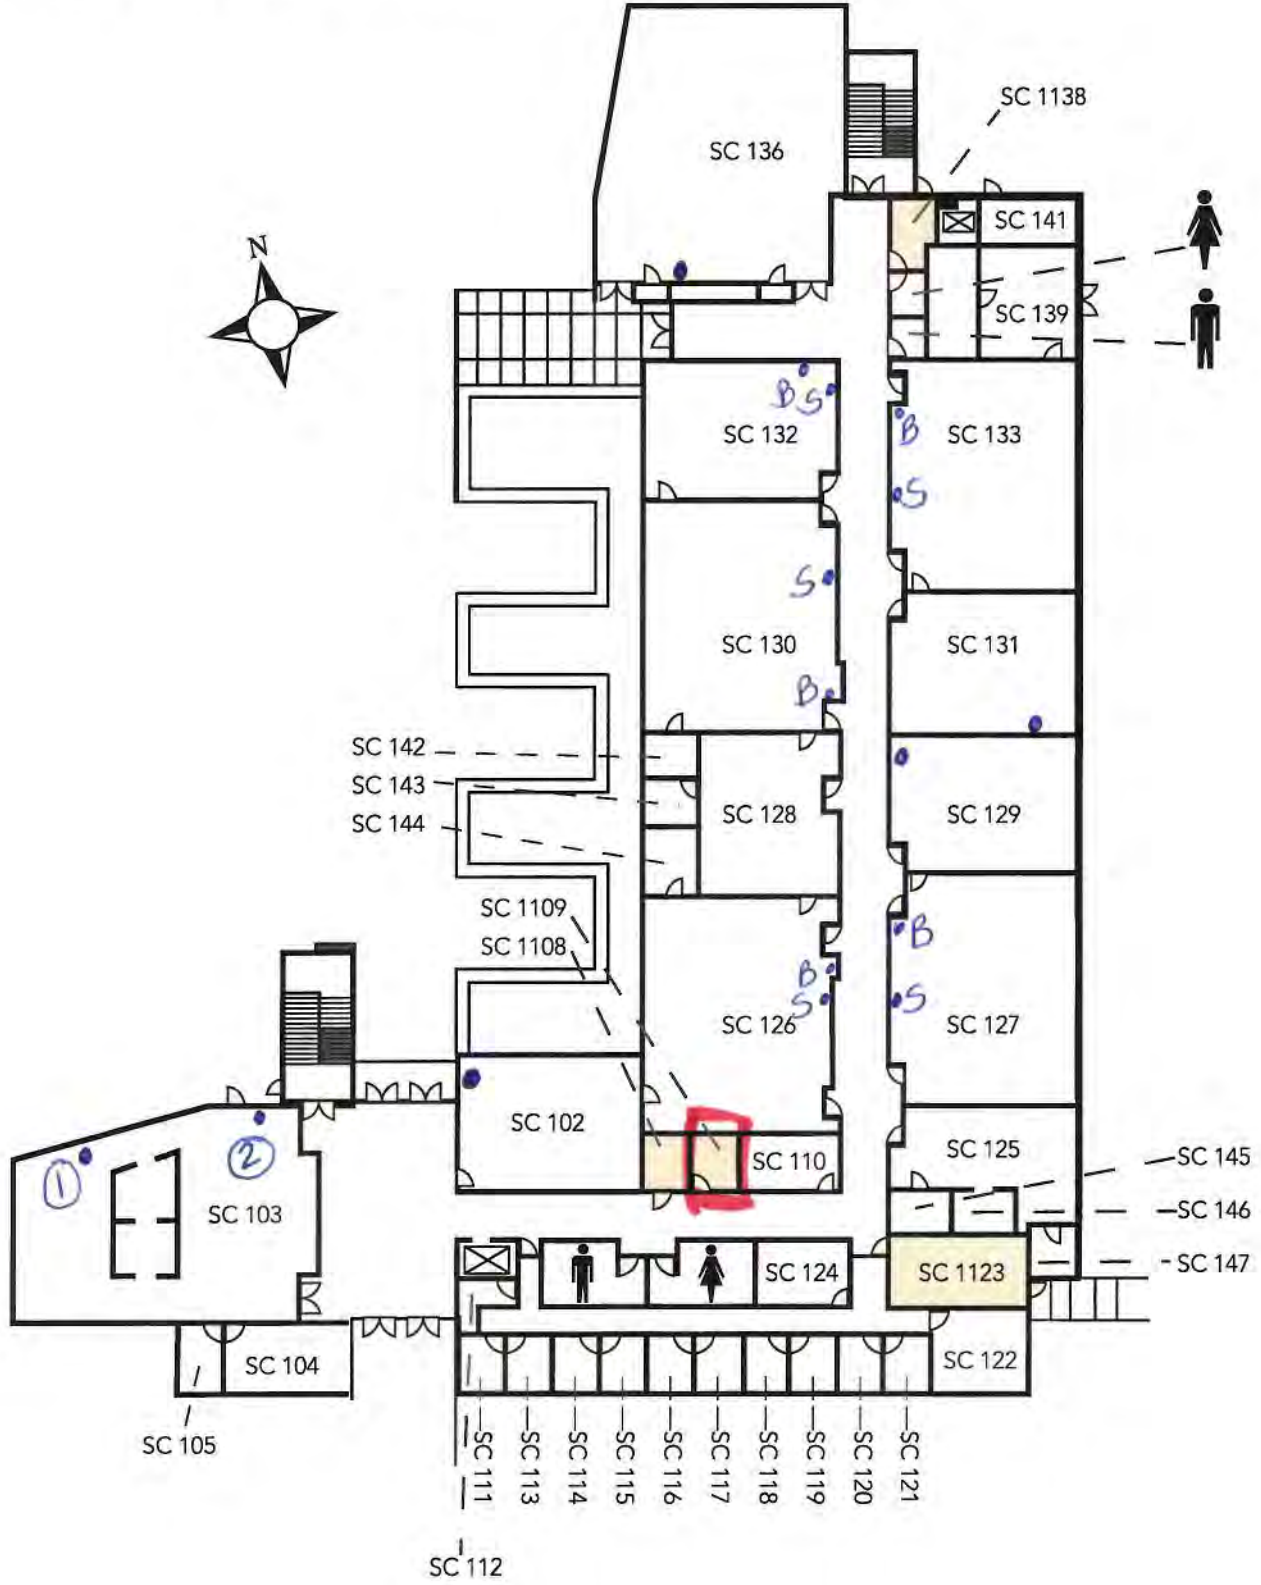 SC 1138
SC 136
N
SC 141
SC 139
B
S
SC 132
B
SC 133
S
S
SC 130
SC 131
B
SC 142
SC 143
SC 128
SC 129
SC 144
SC 1109
SC 1108
B
B
S
S
SC 126
SC 127
SC 102
2
SC 110
SC 125
SC 145
1
SC 103
SC 146
SC 124
SC 1123
SC 147
SC 104
SC 122
SC 105
SC 111
SC 113
SC 114
SC 115
SC 116
SC 117
SC 118
SC 119
SC 120
SC 121
SC 112